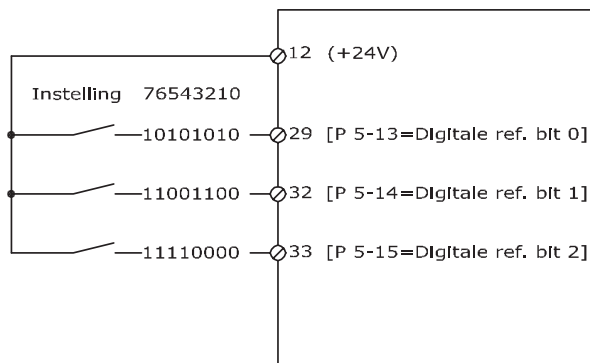 12 (+24V)
Instelling 76543210
10101010 29 [P 5-13=Digitale ref. bit 0]
11001100 32 [P 5-14=Digitale ref. bit 1]
11110000 33 [P 5-15=Digitale ref. bit 2]